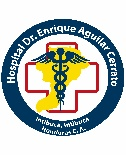 Hospital Dr. Enrique Aguilar Cerrato
Intibucá, Intibucá
Honduras C. A.